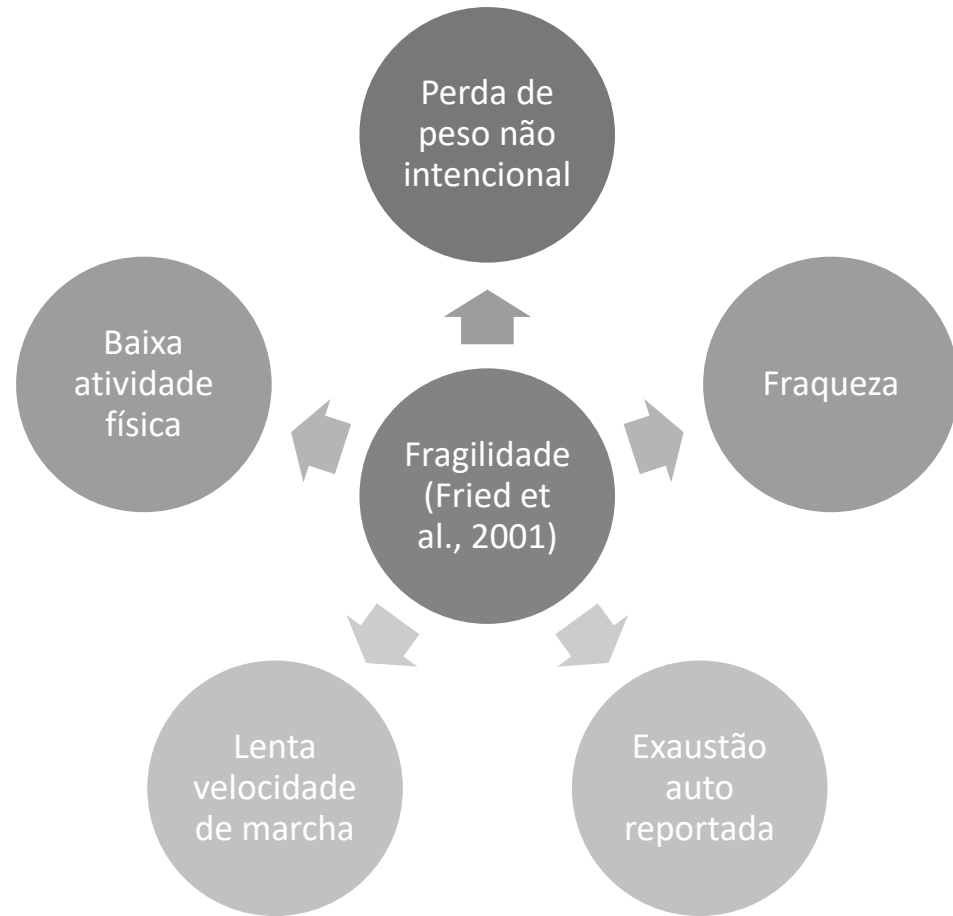 Perda de
peso não
intencional
Baixa
atividade
física
Fraqueza
Fragilidade
(Fried et
al., 2001)
Lenta
velocidade
de marcha
Exaustão
auto
reportada